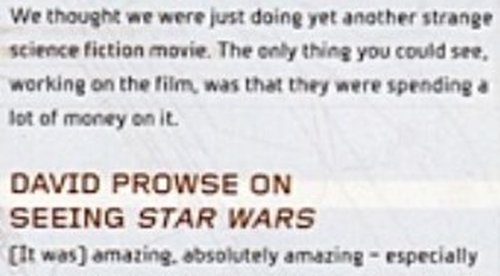 We thought we were just doing yet another strange
science fiction movie. The only thing you could see,
working on the film, was that they were spending a
lot of money on it.
DAVID PROWSE ON
SEEING STAR WARS
[It was] amazing, absolutely amazing – especially